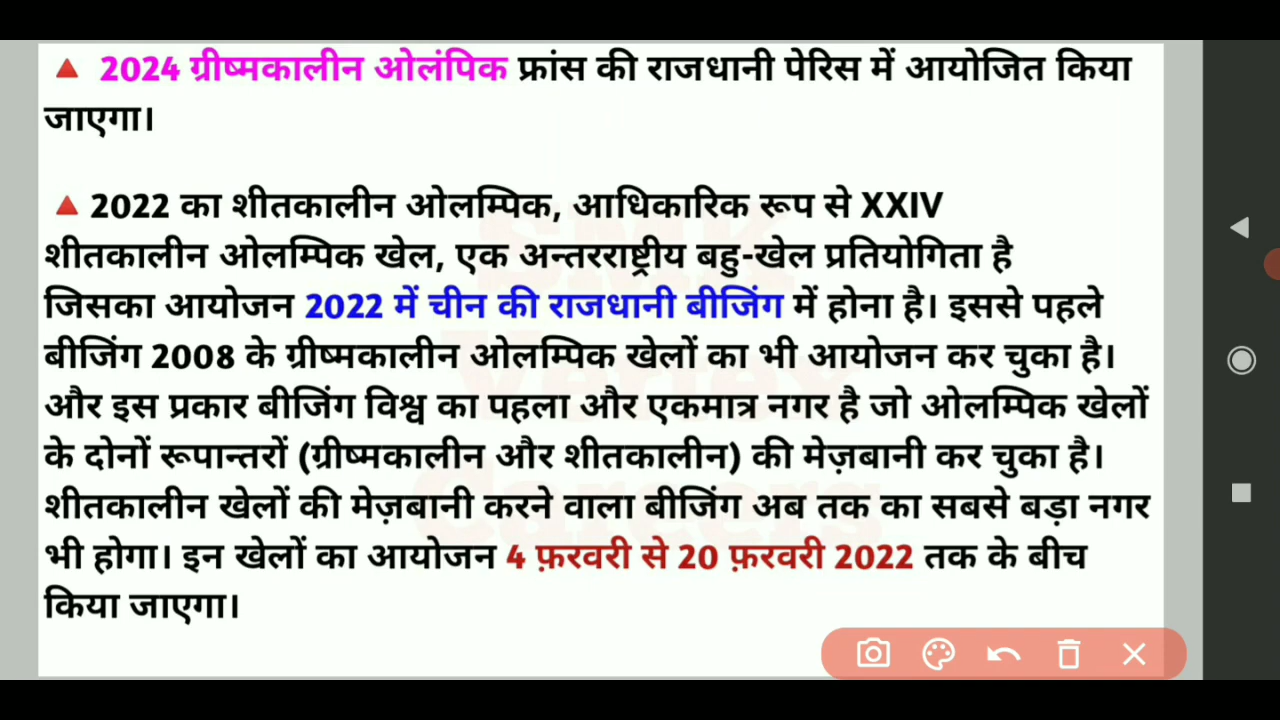 🔺 2024 ग्रीष्मकालीन ओलंपिक फ्रांस की राजधानी पेरिस में आयोजित किया
जाएगा।
🔺2022 का शीतकालीन ओलम्पिक, आधिकारिक रूप से XXIV
शीतकालीन ओलम्पिक खेल, एक अन्तरराष्ट्रीय बहु-खेल प्रतियोगिता है
जिसका आयोजन 2022 में चीन की राजधानी बीजिंग में होना है। इससे पहले
बीजिंग 2008 के ग्रीष्मकालीन ओलम्पिक खेलों का भी आयोजन कर चुका है।
और इस प्रकार बीजिंग विश्व का पहला और एकमात्र नगर है जो ओलम्पिक खेलों
के दोनों रूपान्तरों (ग्रीष्मकालीन और शीतकालीन) की मेज़बानी कर चुका है।
शीतकालीन खेलों की मेज़बानी करने वाला बीजिंग अब तक का सबसे बड़ा नगर
भी होगा। इन खेलों का आयोजन 4 फ़रवरी से 20 फ़रवरी 2022 तक के बीच
किया जाएगा।